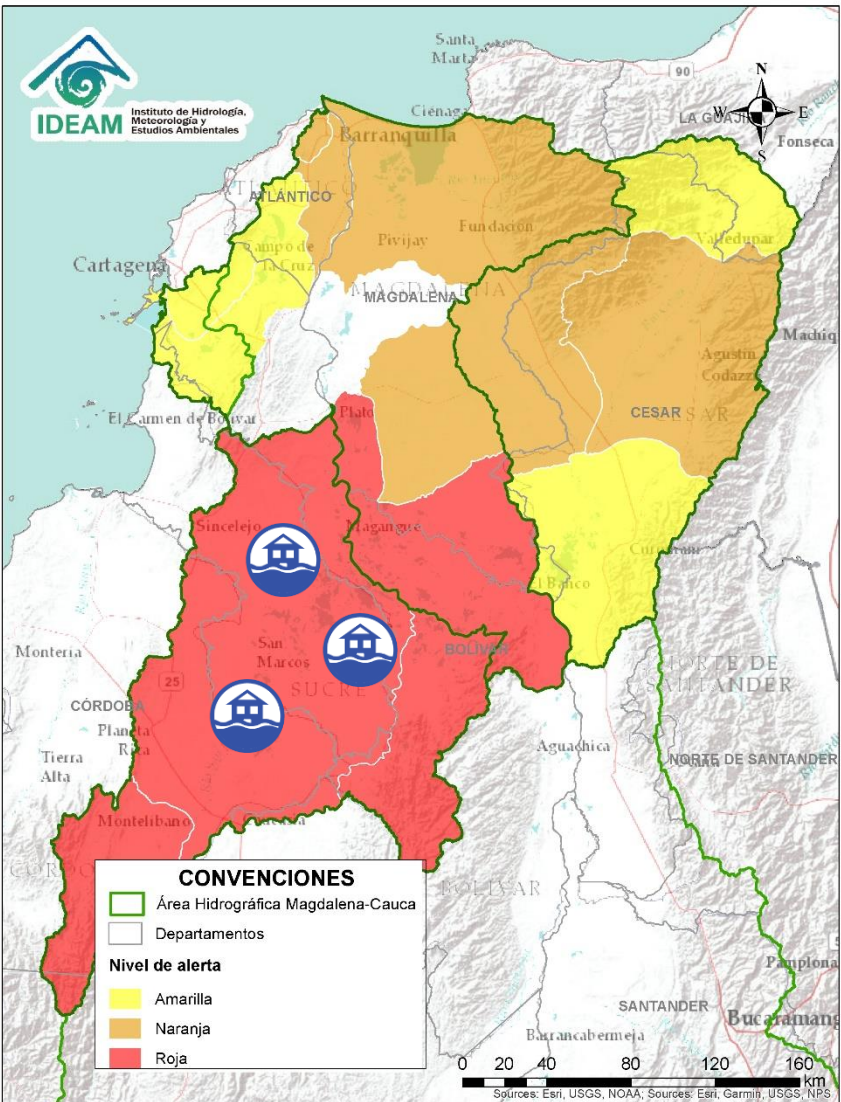 IDEAM
Instituto de Hidrología,
Meteorología y
Estudios Ambientales
Santa
Marta
90
N
W
E
S
LA GUAJI
Ciénaga
Barranquilla
Fonseca
ATLÁNTICO
Valledupar
Campo de
la Cruz
Pivijay
Fundacion
Cartagena
MAGDALENA
MAGDALENA
Machiq
Agustín
Codazzi
El Carmen de Bolívar
Plato
CESAR
CESAR
Sincelejo
Magangué
El Banco
Montería
San
Marcos
BOLÍVAR
SUCRE
NORTE DE
SANTANDER
25
CÓRDOBA
Planeta
Rica
Tierra
Alta
Aguachica
NORTE DE SANTANDER
Montelíbano
BOLÍVAR
CONVENCIONES
Área Hidrográfica Magdalena-Cauca
Departamentos
Nivel de alerta
Amarilla
Naranja
Roja
Pamplona
SANTANDER
Bucaramang
Barrancabermeja
0 20 40 80 120 160
km
Sources: Esri, USGS, NOAA; Sources: Esri, Garmin, USGS, NPS